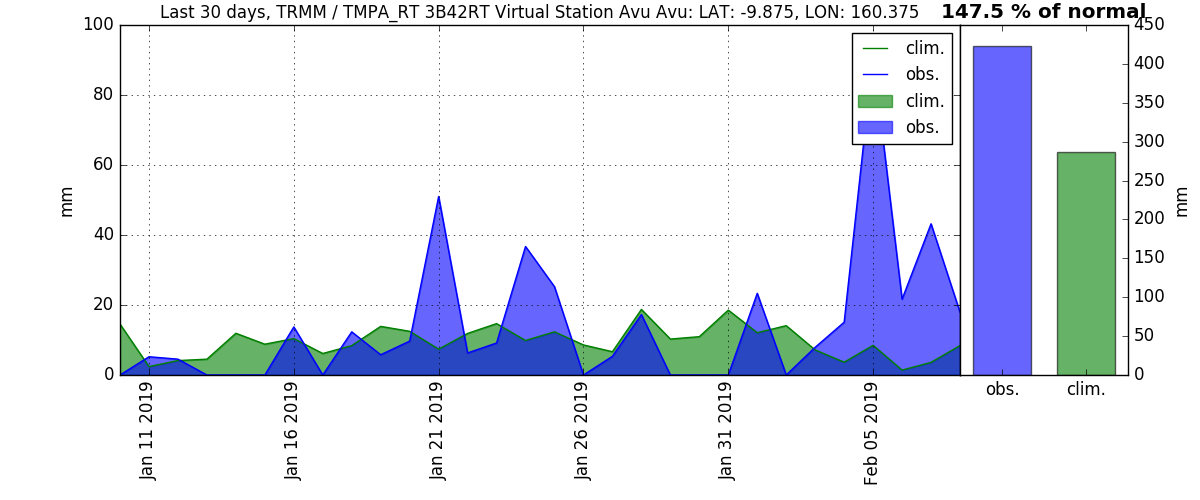 Last 30 days, TRMM / TMPA_RT 3B42RT Virtual Station Avu Avu: LAT: -9.875, LON: 160.375
147.5 % of normal
100
80
60
40
20
0
mm
clim.
obs.
clim.
obs.
Jan 11 2019
Jan 16 2019
Jan 21 2019
Jan 26 2019
Jan 31 2019
Feb 05 2019
450
400
350
300
250
200
150
100
50
0
mm
obs.
clim.